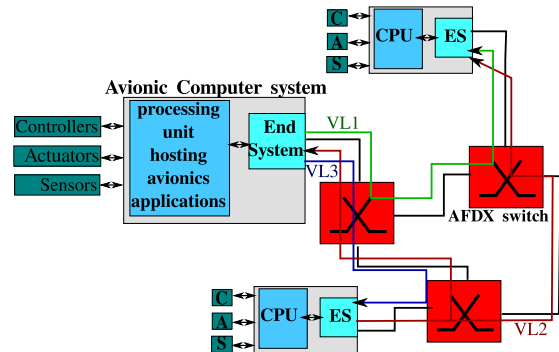 C
A
S
CPU
ES
Avionic Computer system
Controllers
Actuators
Sensors
processing
unit
hosting
avionics
applications
End
System
VL1
VL3
AFDX switch
C
A
S
CPU
ES
VL2